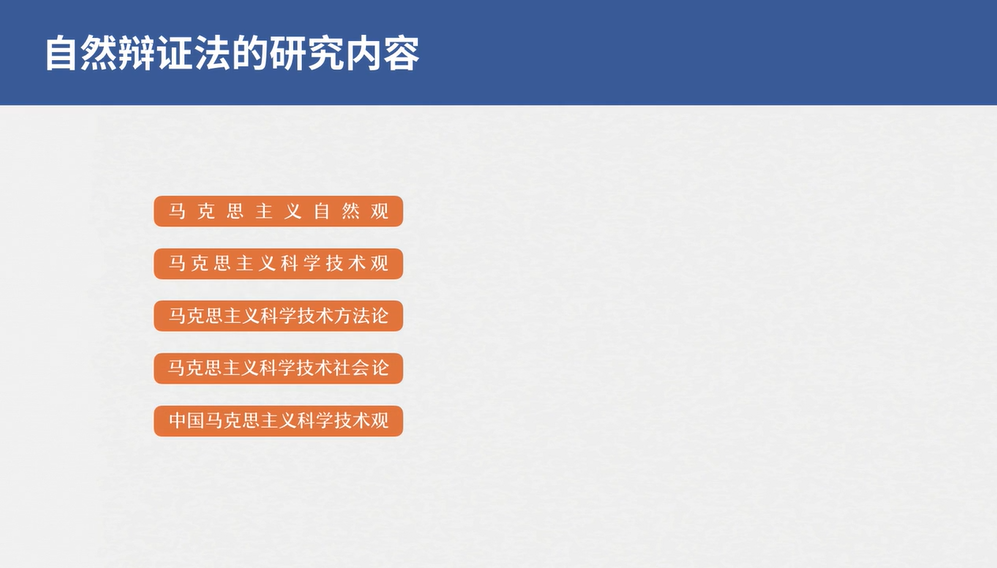 自然辩证法的研究内容
马克思主义自然观
马克思主义科学技术观
马克思主义科学技术方法论
马克思主义科学技术社会论
中国马克思主义科学技术观